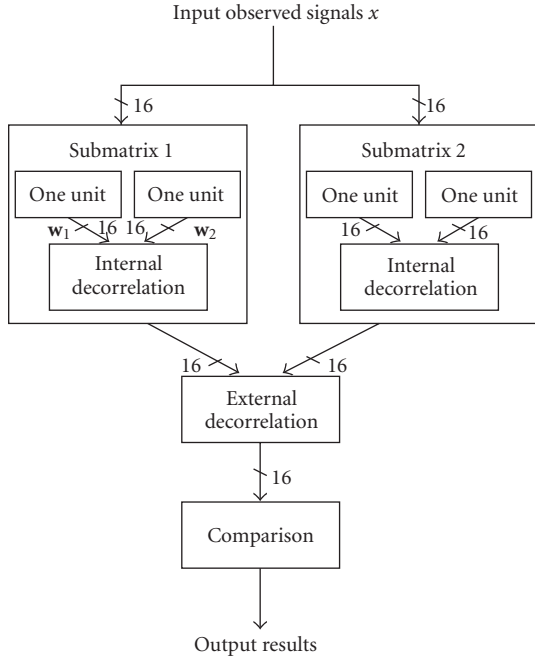 Input observed signals x
16 16
Submatrix 1 Submatrix 2
One unit One unit One unit One unit
w1 16 16 w2 16 16
Internal decorrelation Internal decorrelation
16 16
External
decorrelation
16
Comparison
Output results